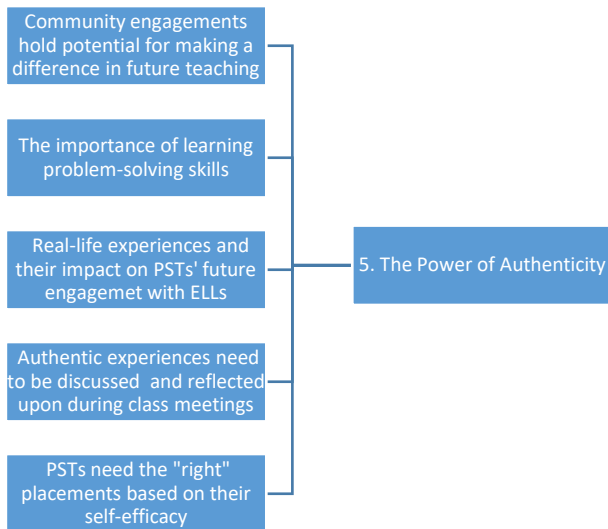 Community engagements
hold potential for making a
difference in future teaching
The importance of learning
problem-solving skills
Real-life experiences and
their impact on PSTs' future
engagemet with ELLs
5. The Power of Authenticity
Authentic experiences need
to be discussed and reflected
upon during class meetings
PSTs need the "right"
placements based on their
self-efficacy